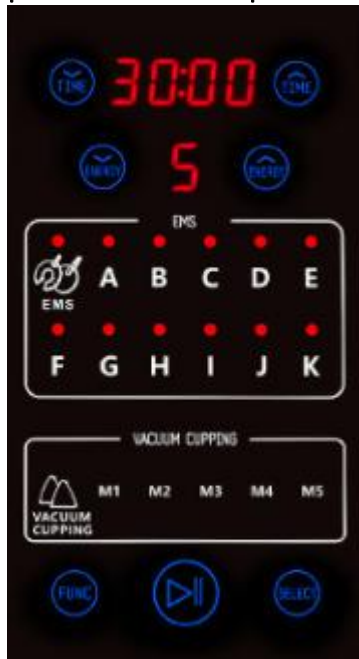 TIME 30:00 TIME
ENERGY 5 ENERGY
EMS
EMS A B C D E
F G H I J K
VACUUM CUPPING
VACUUM CUPPING M1 M2 M3 M4 M5
FUNC SELECT